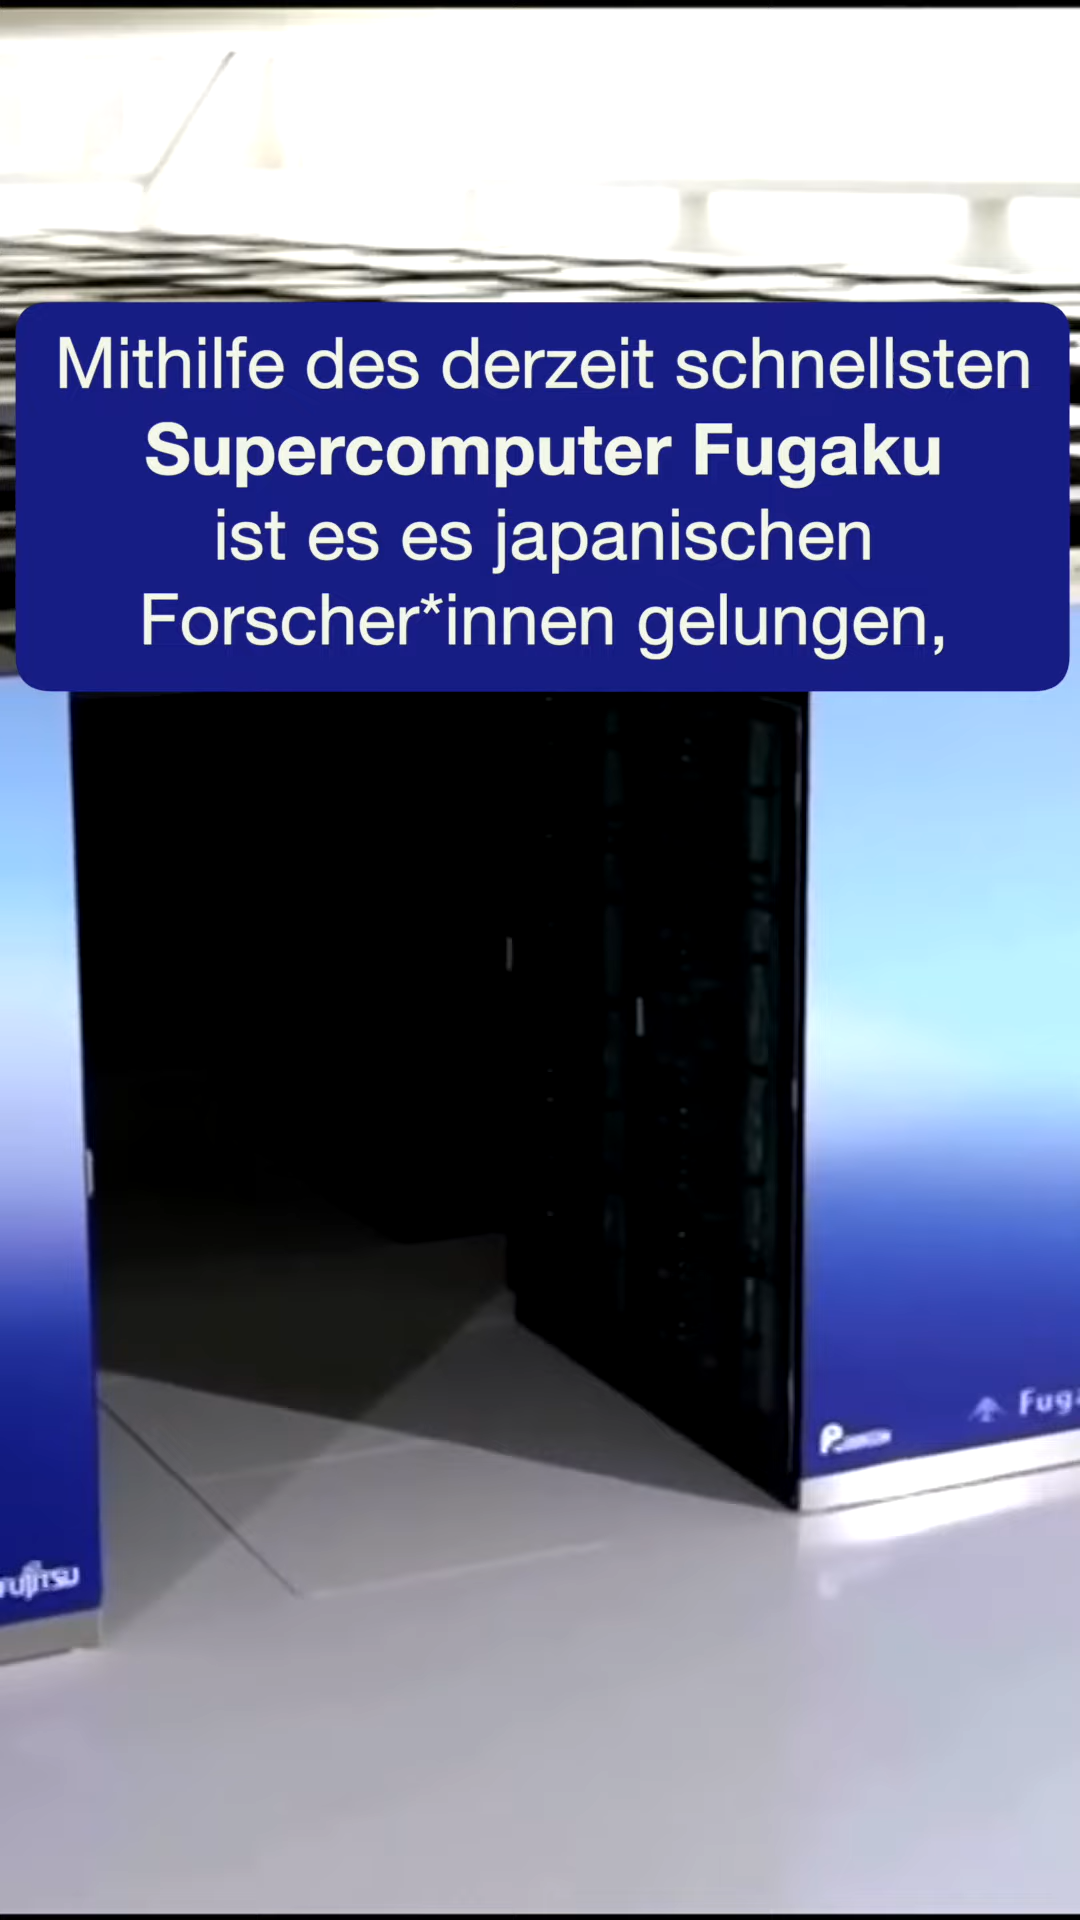 Mithilfe des derzeit schnellsten
Supercomputer Fugaku
ist es es japanischen
Forscher*innen gelungen,
FUJITSU